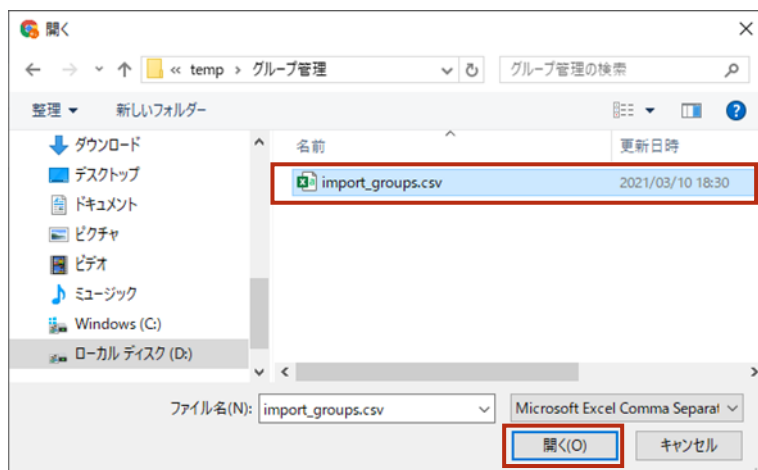 開く
« temp › グループ管理
グループ管理の検索
整理
新しいフォルダー
名前
更新日時
ダウンロード
デスクトップ
import_groups.csv
2021/03/10 18:30
ドキュメント
ピクチャ
ビデオ
ミュージック
Windows (C:)
ローカル ディスク (D:)
ファイル名(N):
import_groups.csv
Microsoft Excel Comma Separat
開く(O)
キャンセル